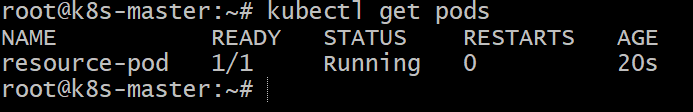 root@k8s-master:~# kubectl get pods
NAME READY STATUS RESTARTS AGE
resource-pod 1/1 Running 0 20s
root@k8s-master:~#